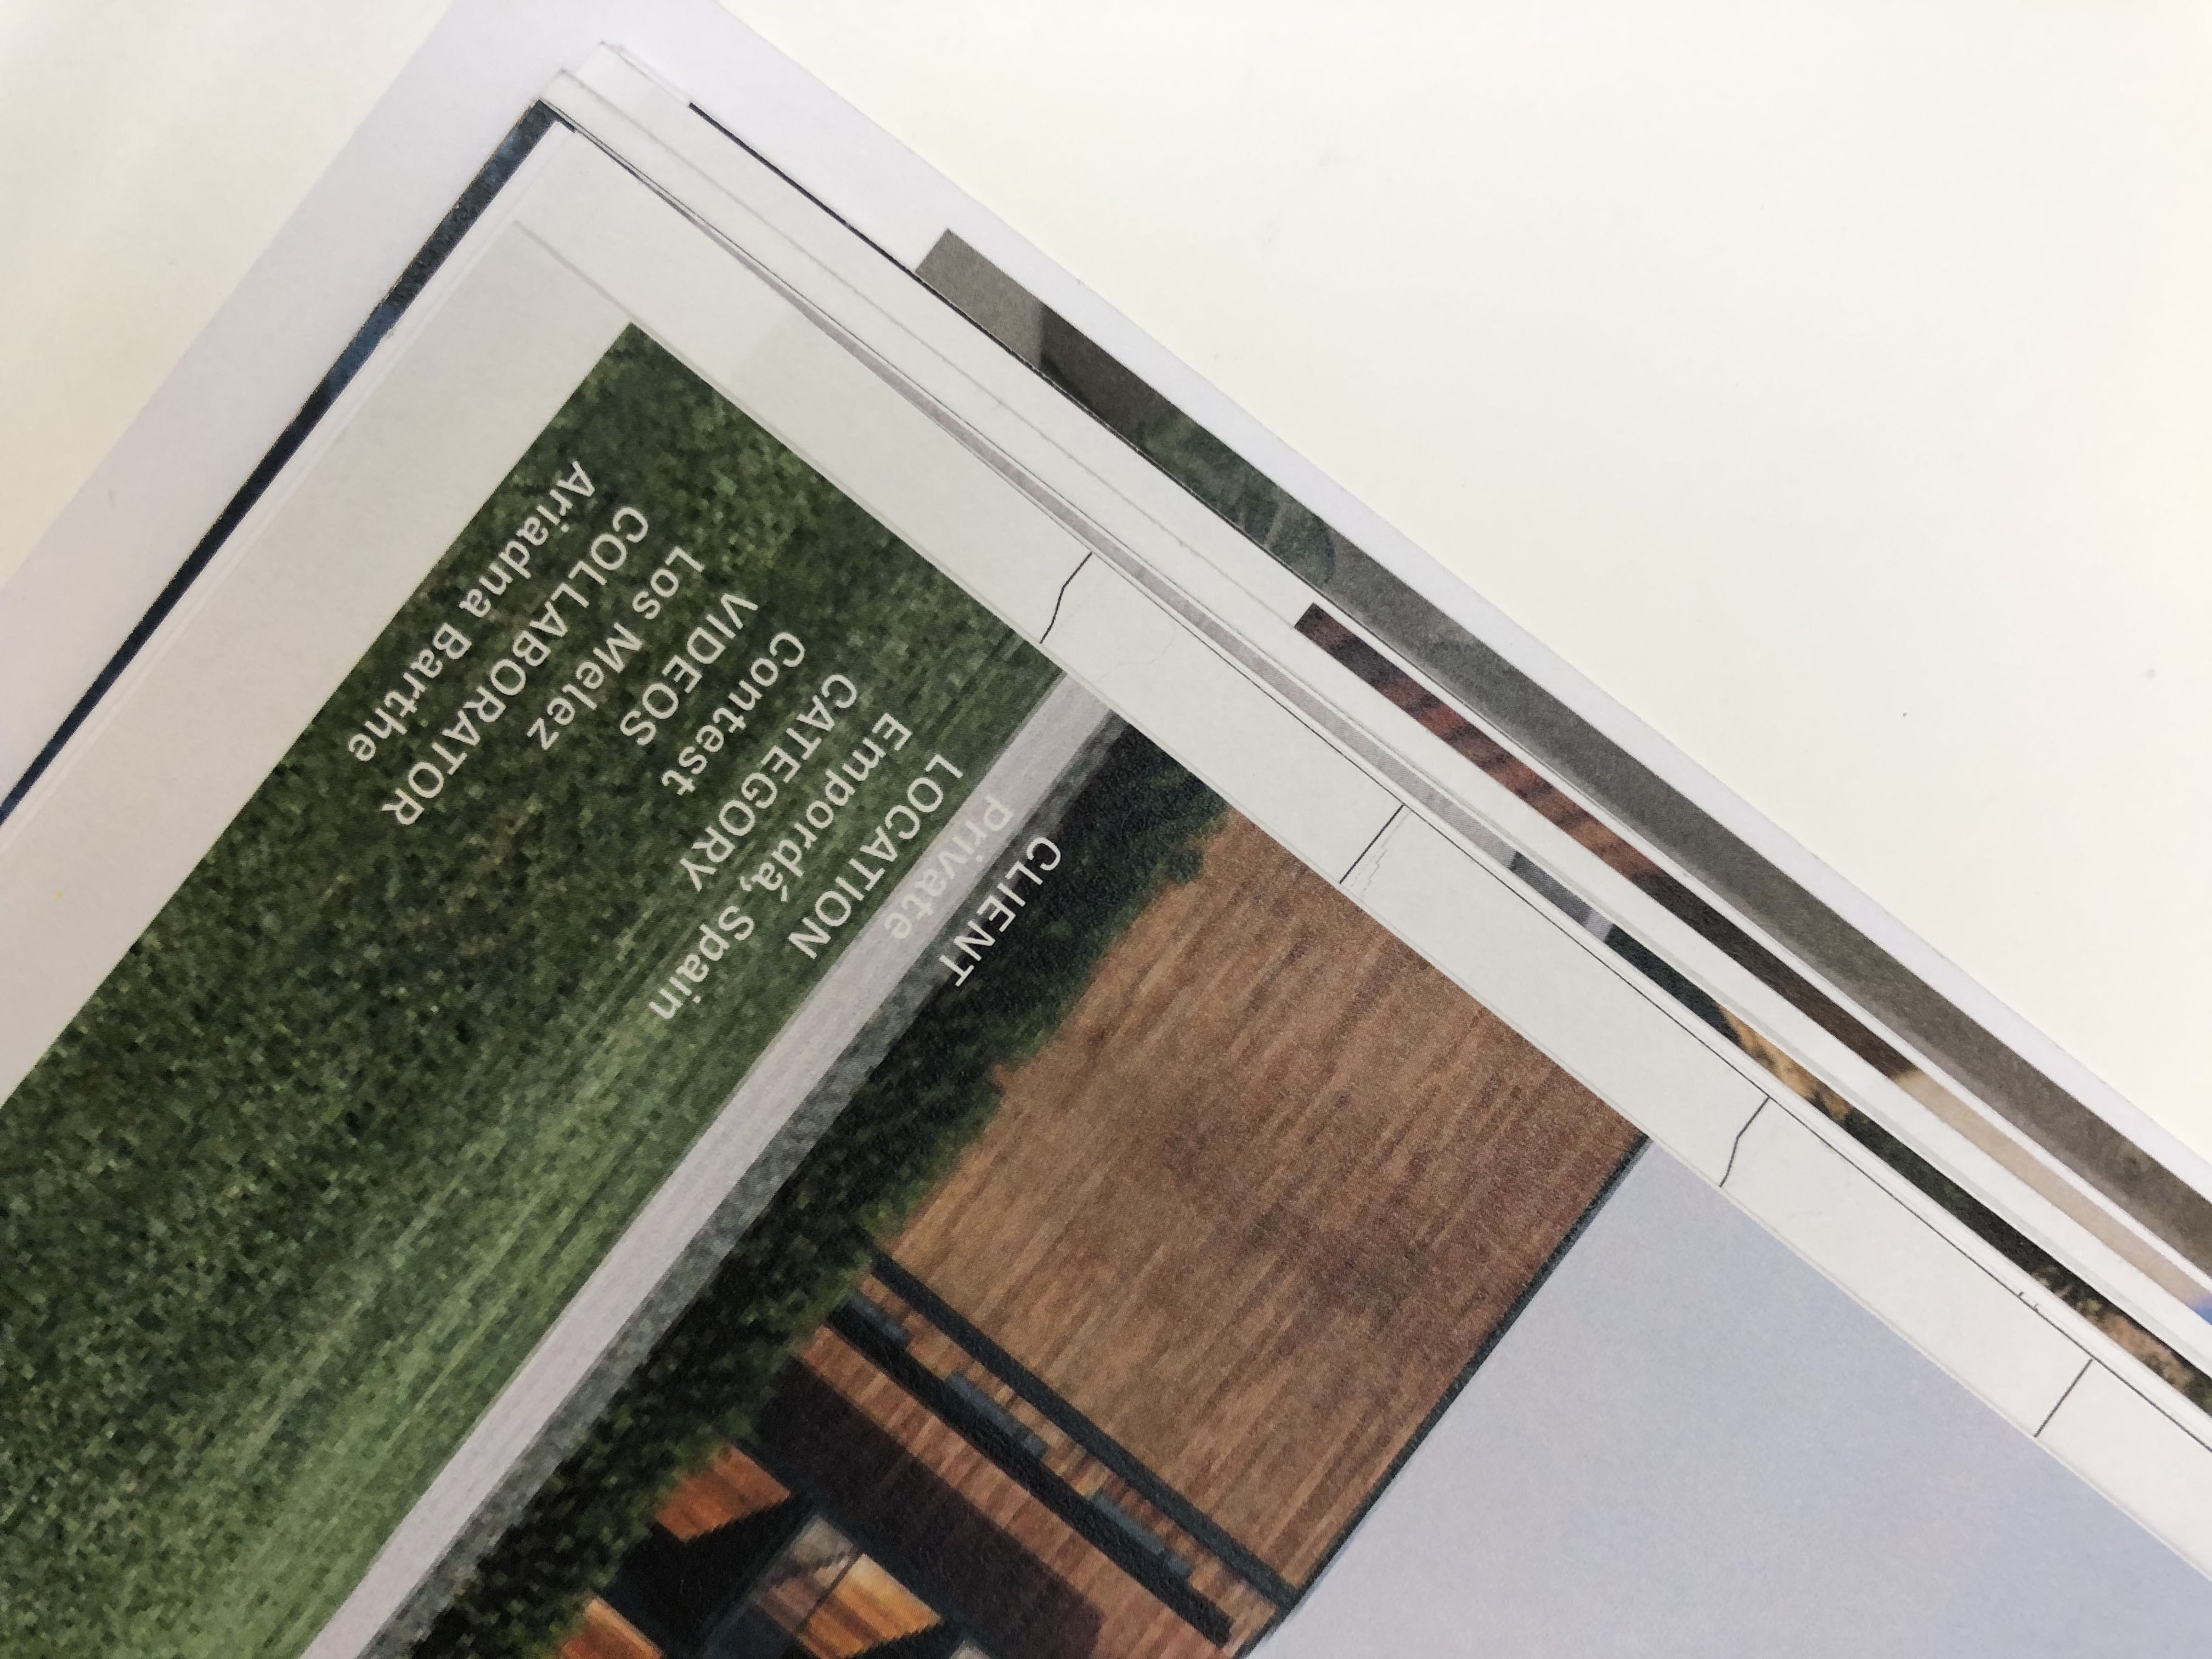 CLIENT
Private
LOCATION
Empordá, Spain
CATEGORY
Contest
VIDEOS
Los Melez
COLLABORATOR
Ariadna Barthe